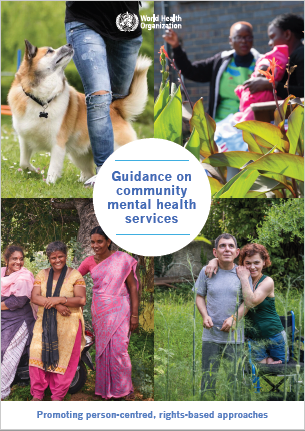 World Health
Organization
Guidance on
community
mental health
services
Promoting person-centred, rights-based approaches